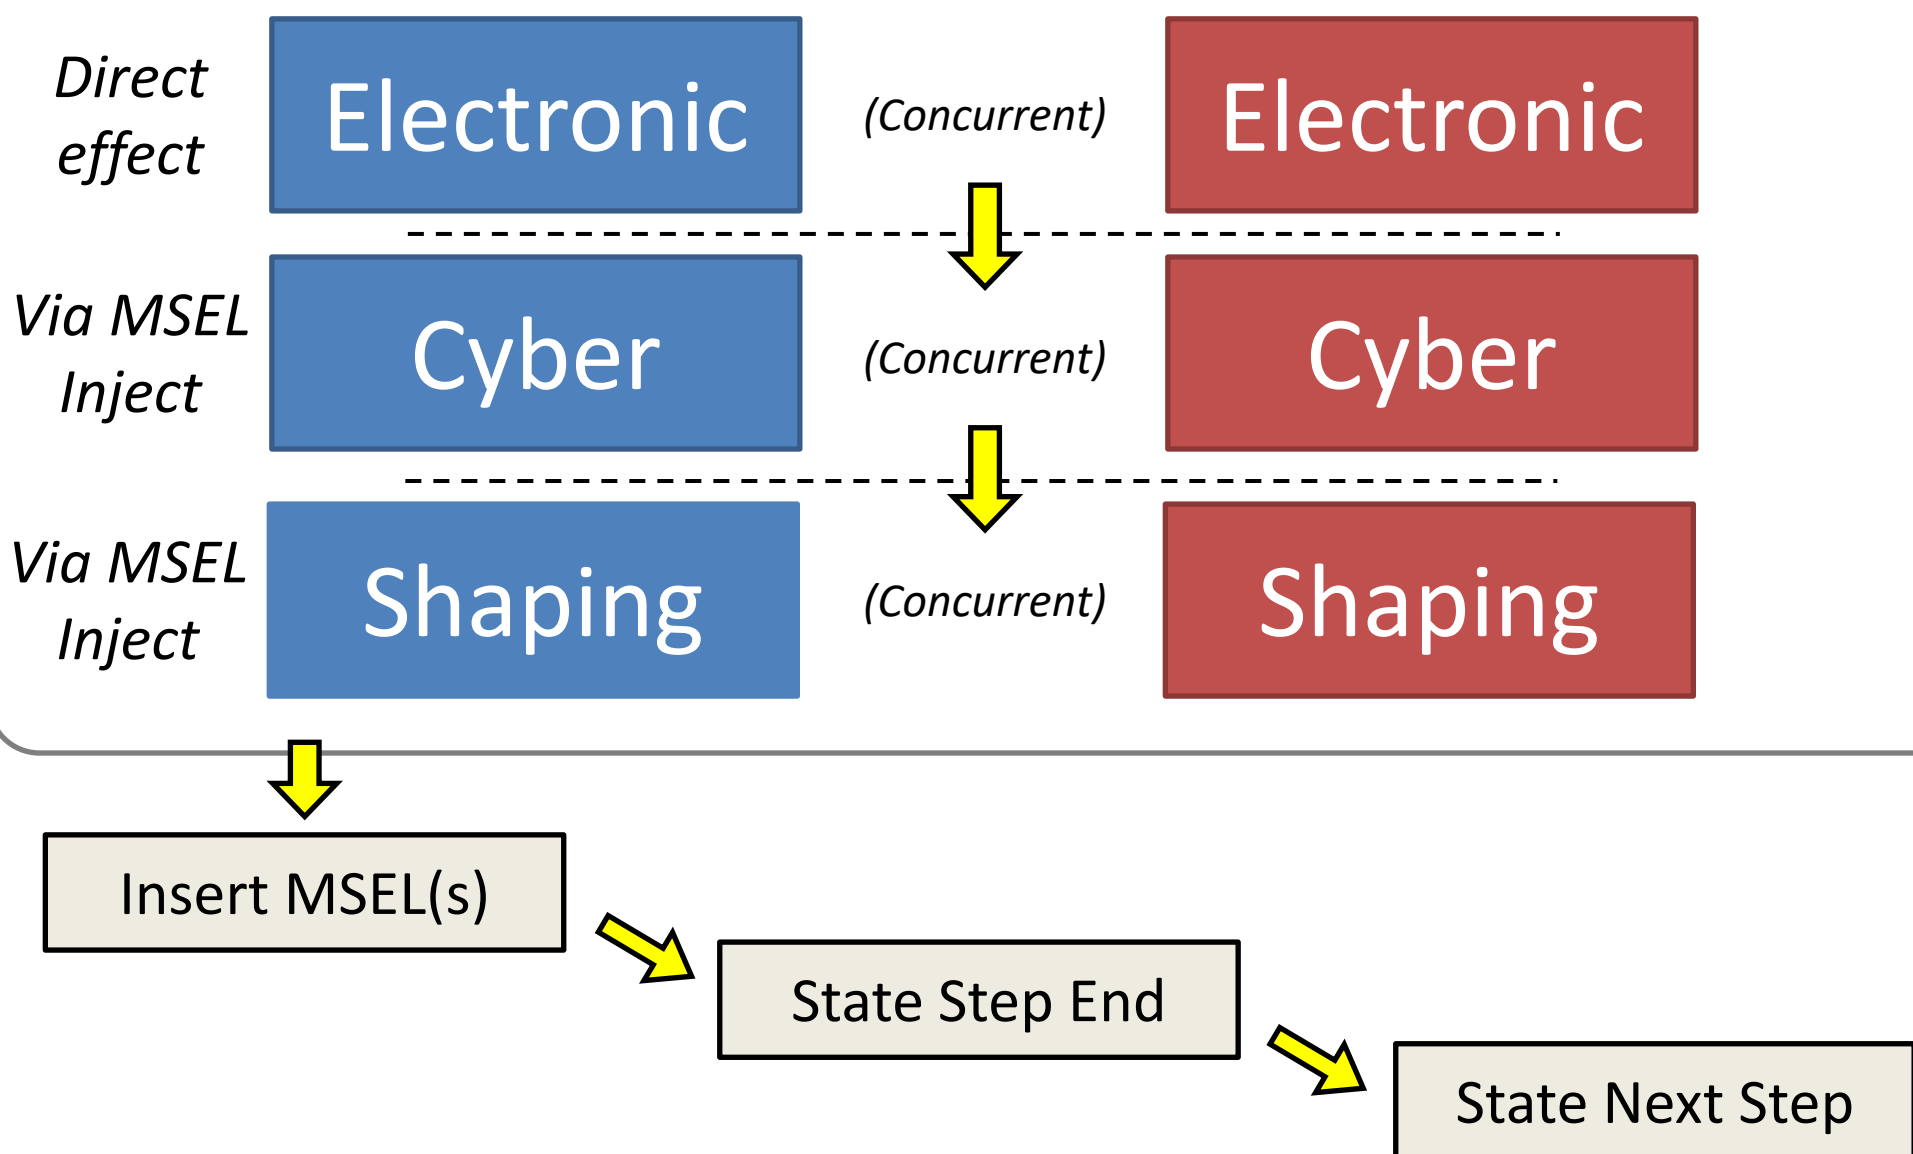 Direct
effect
Electronic
(Concurrent)
Electronic
Via MSEL
Inject
Cyber
(Concurrent)
Cyber
Via MSEL
Inject
Shaping
(Concurrent)
Shaping
Insert MSEL(s)
State Step End
State Next Step